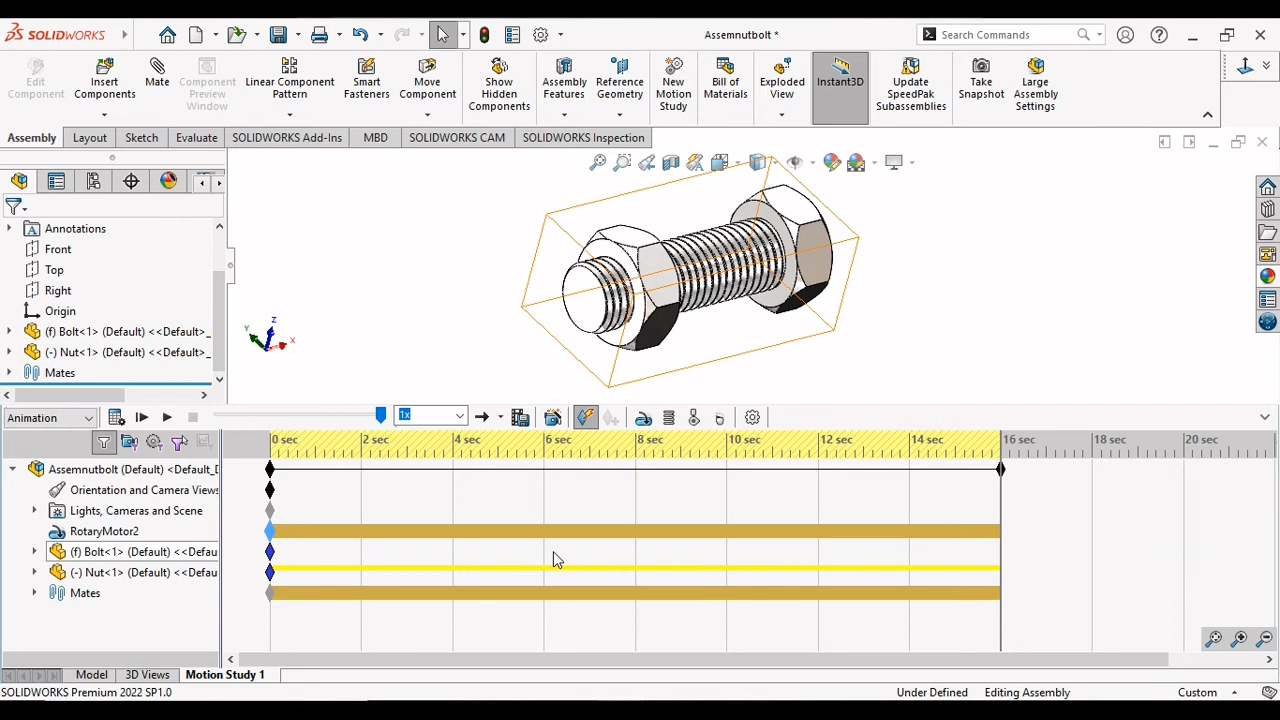 SOLIDWORKS
Assemnutbolt *
Search Commands
Edit Component
Insert Components
Mate
Component Preview Window
Linear Component Pattern
Smart Fasteners
Move Component
Show Hidden Components
Assembly Features
Reference Geometry
New Motion Study
Bill of Materials
Exploded View
Instant3D
Update SpeedPak Subassemblies
Take Snapshot
Large Assembly Settings
Assembly
Layout
Sketch
Evaluate
SOLIDWORKS Add-Ins
MBD
SOLIDWORKS CAM
SOLIDWORKS Inspection
Annotations
Front
Top
Right
Origin
(f) Bolt<1> (Default) <<Default>_
(-) Nut<1> (Default) <<Default>_
Mates
Z
Y
X
Animation
1x
0 sec 2 sec 4 sec 6 sec 8 sec 10 sec 12 sec 14 sec 16 sec 18 sec 20 sec
Assemnutbolt (Default) <Default_D
Orientation and Camera Views
Lights, Cameras and Scene
RotaryMotor2
(f) Bolt<1> (Default) <<Defau
(-) Nut<1> (Default) <<Defau
Mates
Model
3D Views
Motion Study 1
SOLIDWORKS Premium 2022 SP1.0
Under Defined
Editing Assembly
Custom